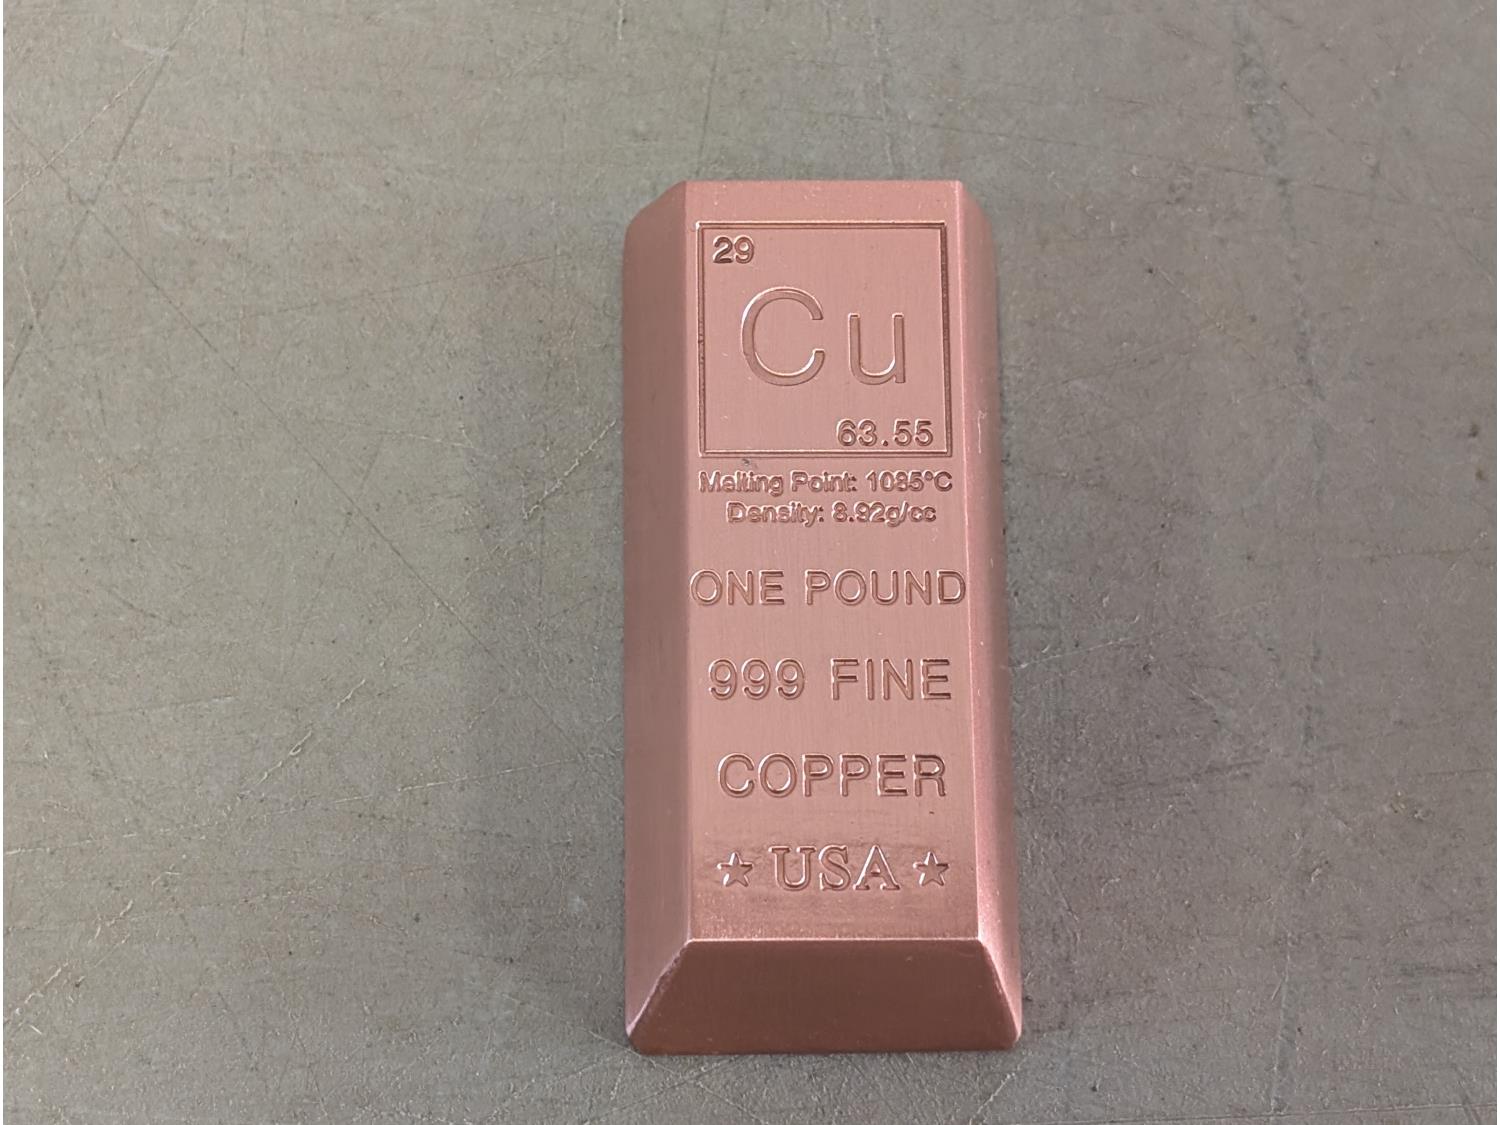 29
Cu
63.55
Melting Point: 1085°C
Density: 8.92g/cc
ONE POUND
999 FINE
COPPER
★ USA ★